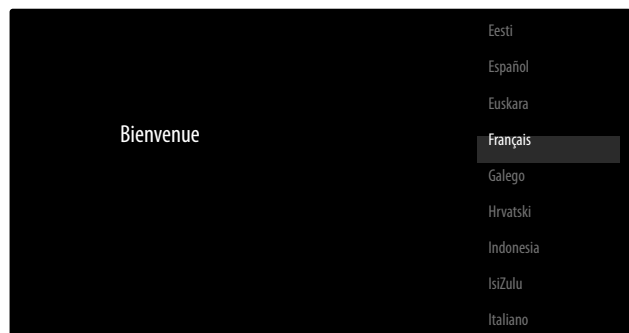 Bienvenue
Eesti
Español
Euskara
Français
Galego
Hrvatski
Indonesia
IsiZulu
Italiano